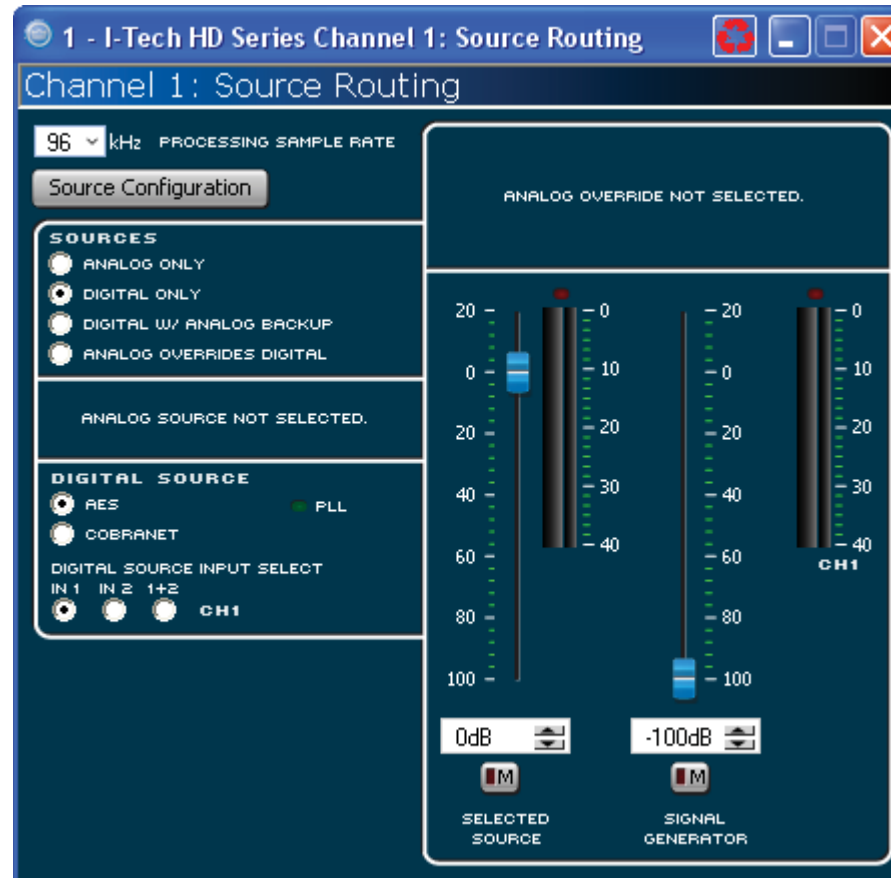 1 - I-Tech HD Series Channel 1: Source Routing
Channel 1: Source Routing
96 kHz PROCESSING SAMPLE RATE
Source Configuration
SOURCES
ANALOG ONLY
DIGITAL ONLY
DIGITAL W/ ANALOG BACKUP
ANALOG OVERRIDES DIGITAL
ANALOG SOURCE NOT SELECTED.
DIGITAL SOURCE
AES PLL
COBRANET
DIGITAL SOURCE INPUT SELECT
IN 1 IN 2 1+2
CH1
ANALOG OVERRIDE NOT SELECTED.
20 0 20 0
0 10 0 10
20 20 20 20
40 30 40 30
60 40 60 40
CH1
80 80
100 100
0dB -100dB
M M
SELECTED SIGNAL
SOURCE GENERATOR